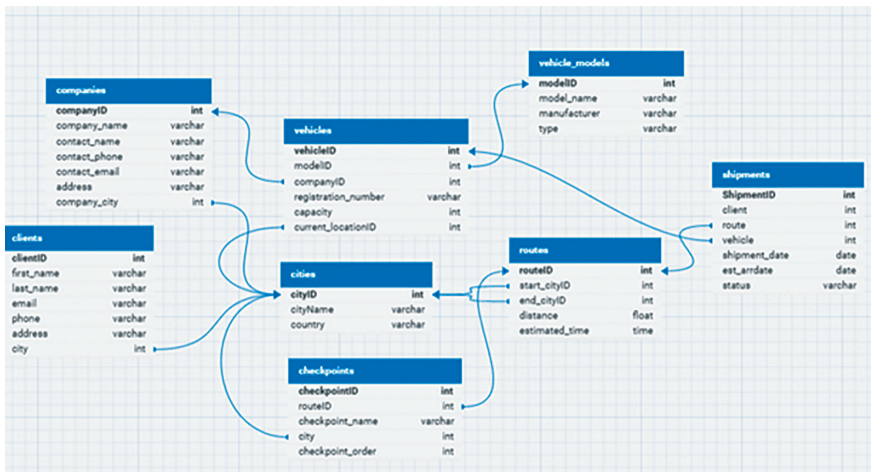 companies
companyID int
company_name varchar
contact_name varchar
contact_phone varchar
contact_email varchar
address varchar
company_city int
clients
clientID int
first_name varchar
last_name varchar
email varchar
phone varchar
address varchar
city int
vehicles
vehicleID int
modelID int
companyID int
registration_number varchar
capacity int
current_locationID int
cities
cityID int
cityName varchar
country varchar
checkpoints
checkpointID int
routeID int
checkpoint_name varchar
city int
checkpoint_order int
vehicle_models
modelID int
model_name varchar
manufacturer varchar
type varchar
routes
routeID int
start_cityID int
end_cityID int
distance float
estimated_time time
shipments
ShipmentID int
client int
route int
vehicle int
shipment_date date
est_arrdate date
status varchar